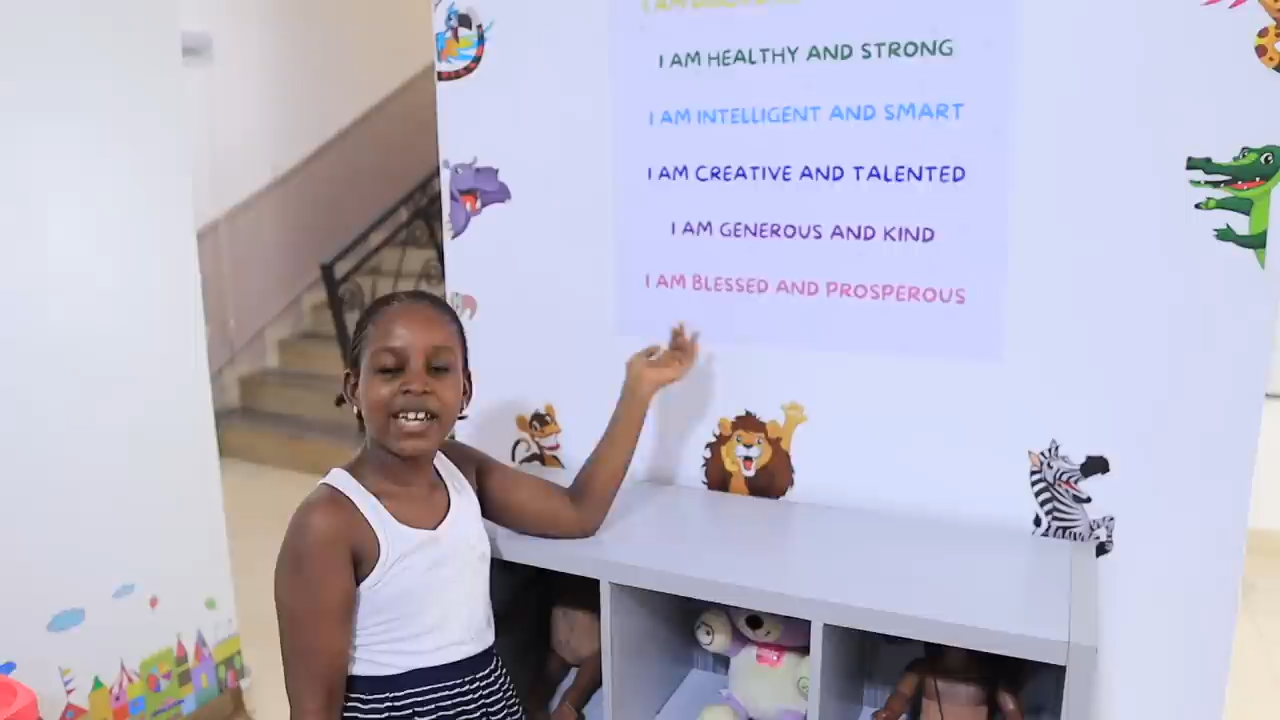 I AM
I AM HEALTHY AND STRONG
I AM INTELLIGENT AND SMART
I AM CREATIVE AND TALENTED
I AM GENEROUS AND KIND
I AM BLESSED AND PROSPEROUS